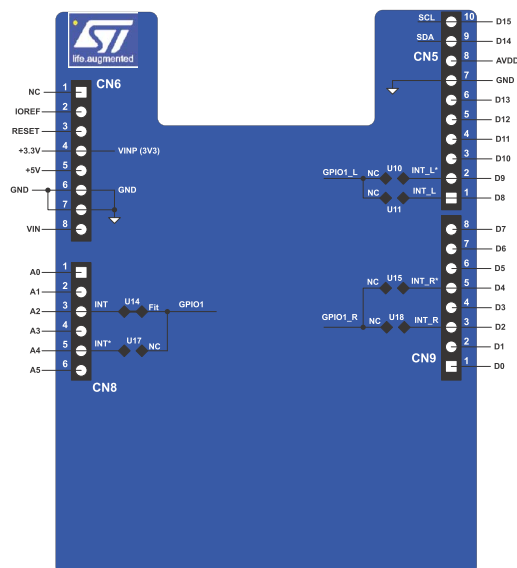 life.augmented
CN6
NC 1
IOREF 2
RESET 3
+3.3V 4 VINP (3V3)
+5V 5
GND 6 GND
7
VIN 8
A0 1
A1 2
A2 3 INT U14 Fit GPIO1
A3 4
A4 5 INT* U17 NC
A5 6
CN8
SCL 10 D15
SDA 9 D14
CN5 8 AVDD
7 GND
6 D13
5 D12
4 D11
3 D10
GPIO1_L NC U10 INT_L* 2 D9
NC U11 INT_L 1 D8
8 D7
7 D6
6 D5
NC U15 INT_R* 5 D4
4 D3
GPIO1_R NC U18 INT_R 3 D2
2 D1
CN9 1 D0